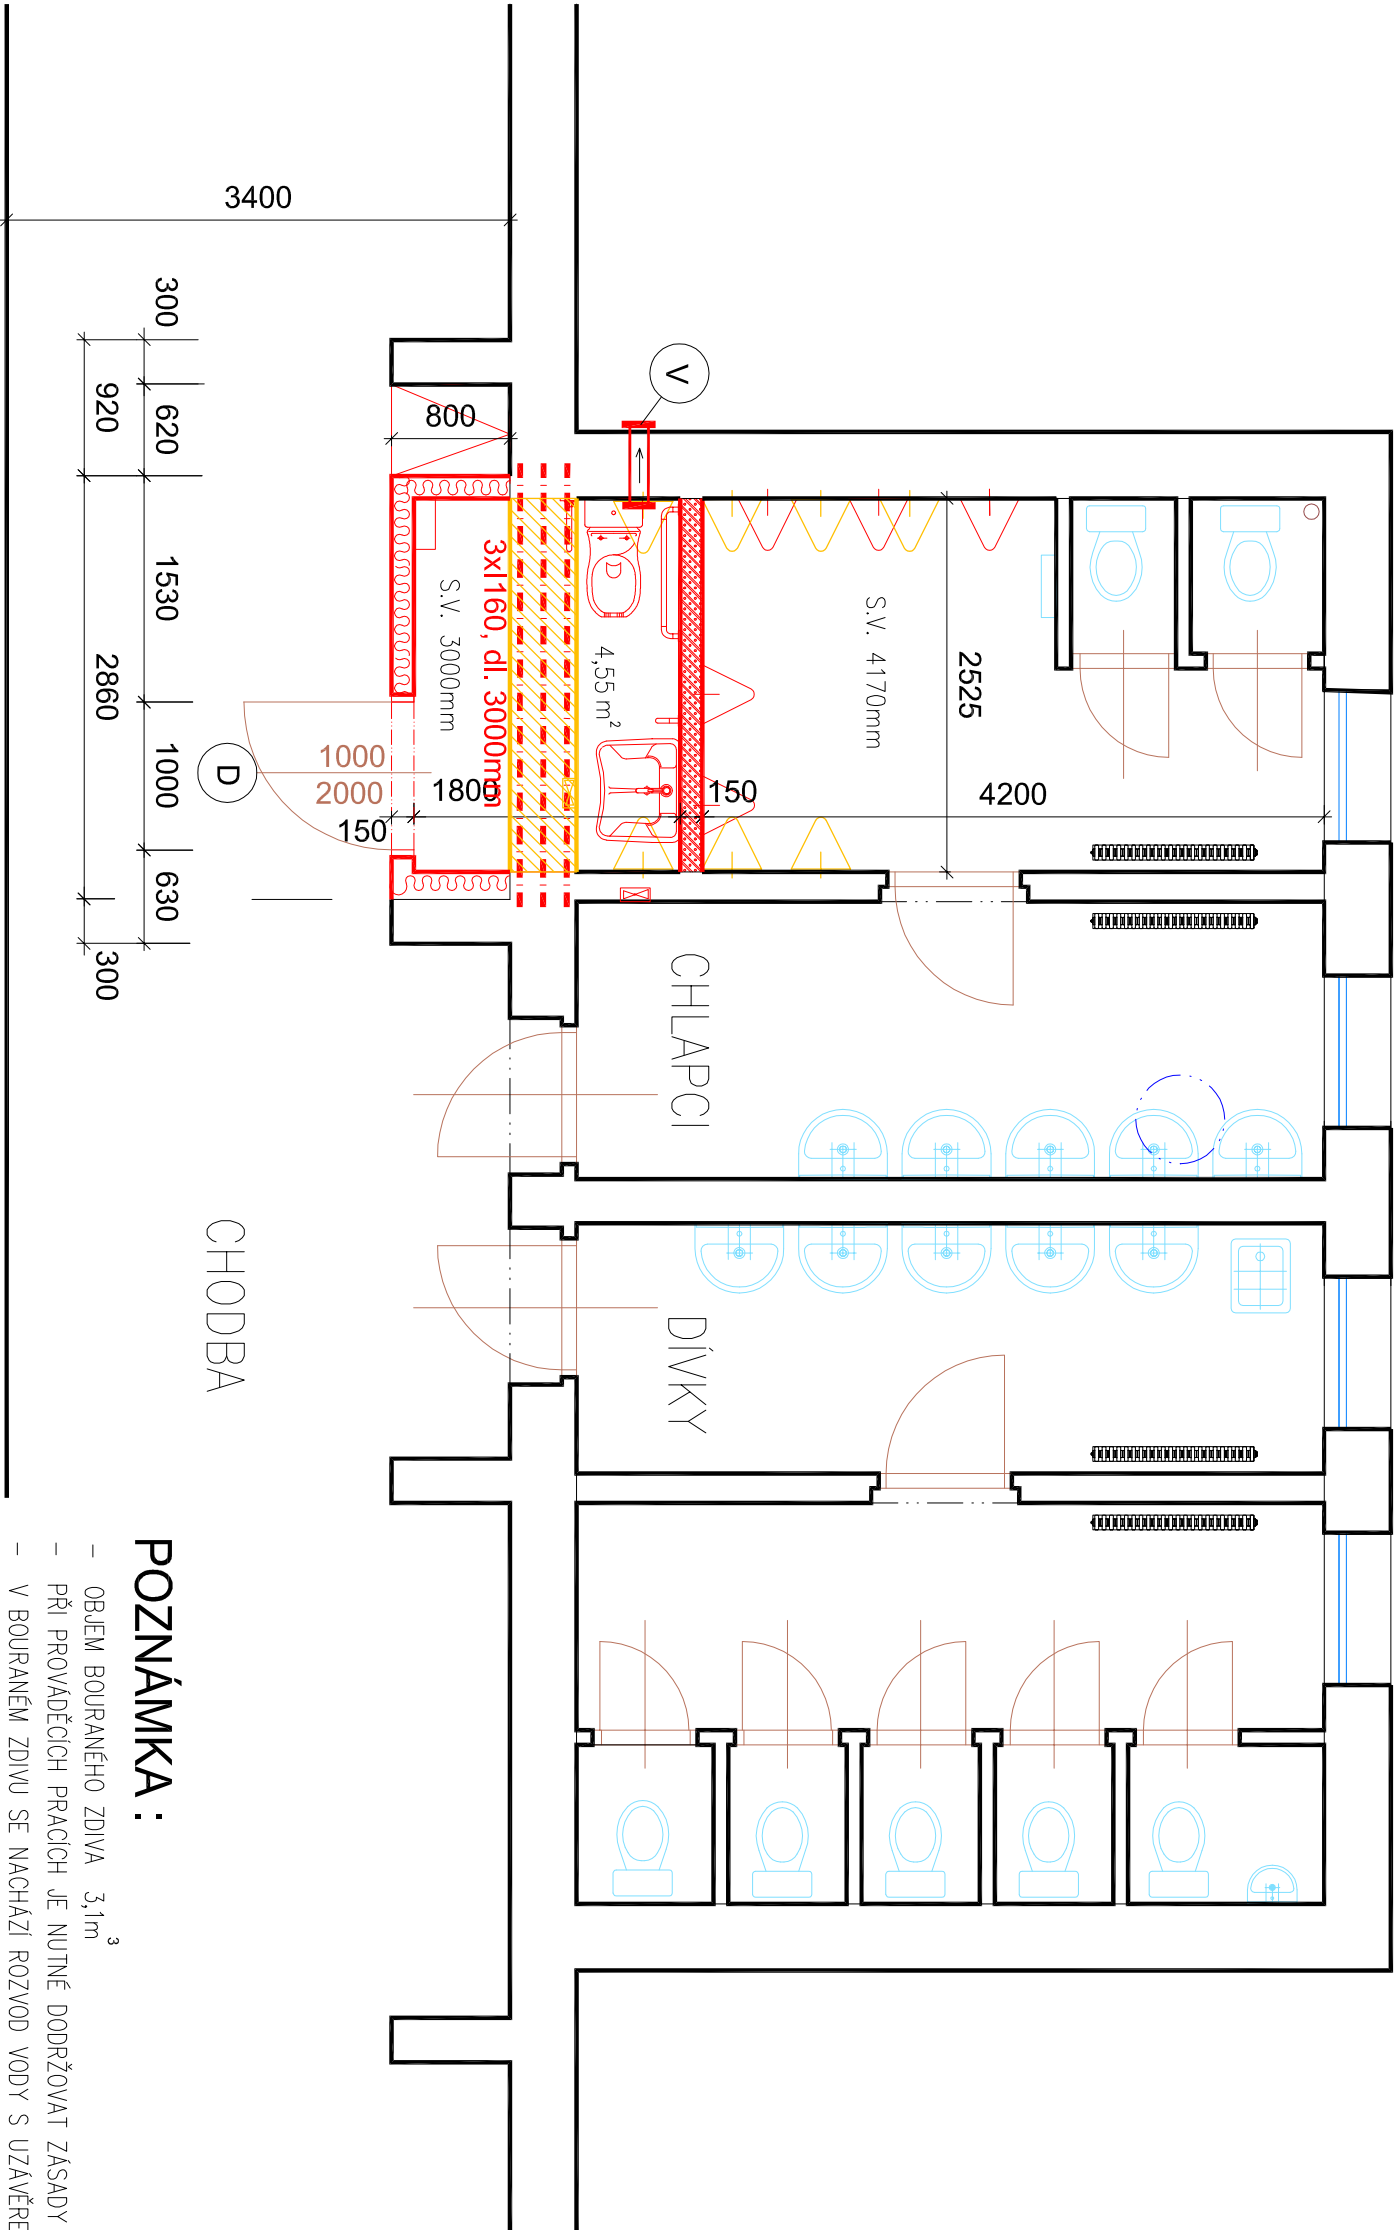 3400
300
620
1530
1000
630
920
2860
300
800
V
D
1000
2000
150
1800
150
4200
2525
S.V. 3000mm
3xI160, dl. 3000mm
4,55 m²
S.V. 4170mm
CHLAPCI
DÍVKY
CHODBA
POZNÁMKA :
- OBJEM BOURANÉHO ZDIVA 3,1m³
- PŘI PROVÁDĚCÍCH PRACÍCH JE NUTNÉ DODRŽOVAT ZÁSADY
- V BOURANÉM ZDIVU SE NACHÁZÍ ROZVOD VODY S UZÁVĚRE